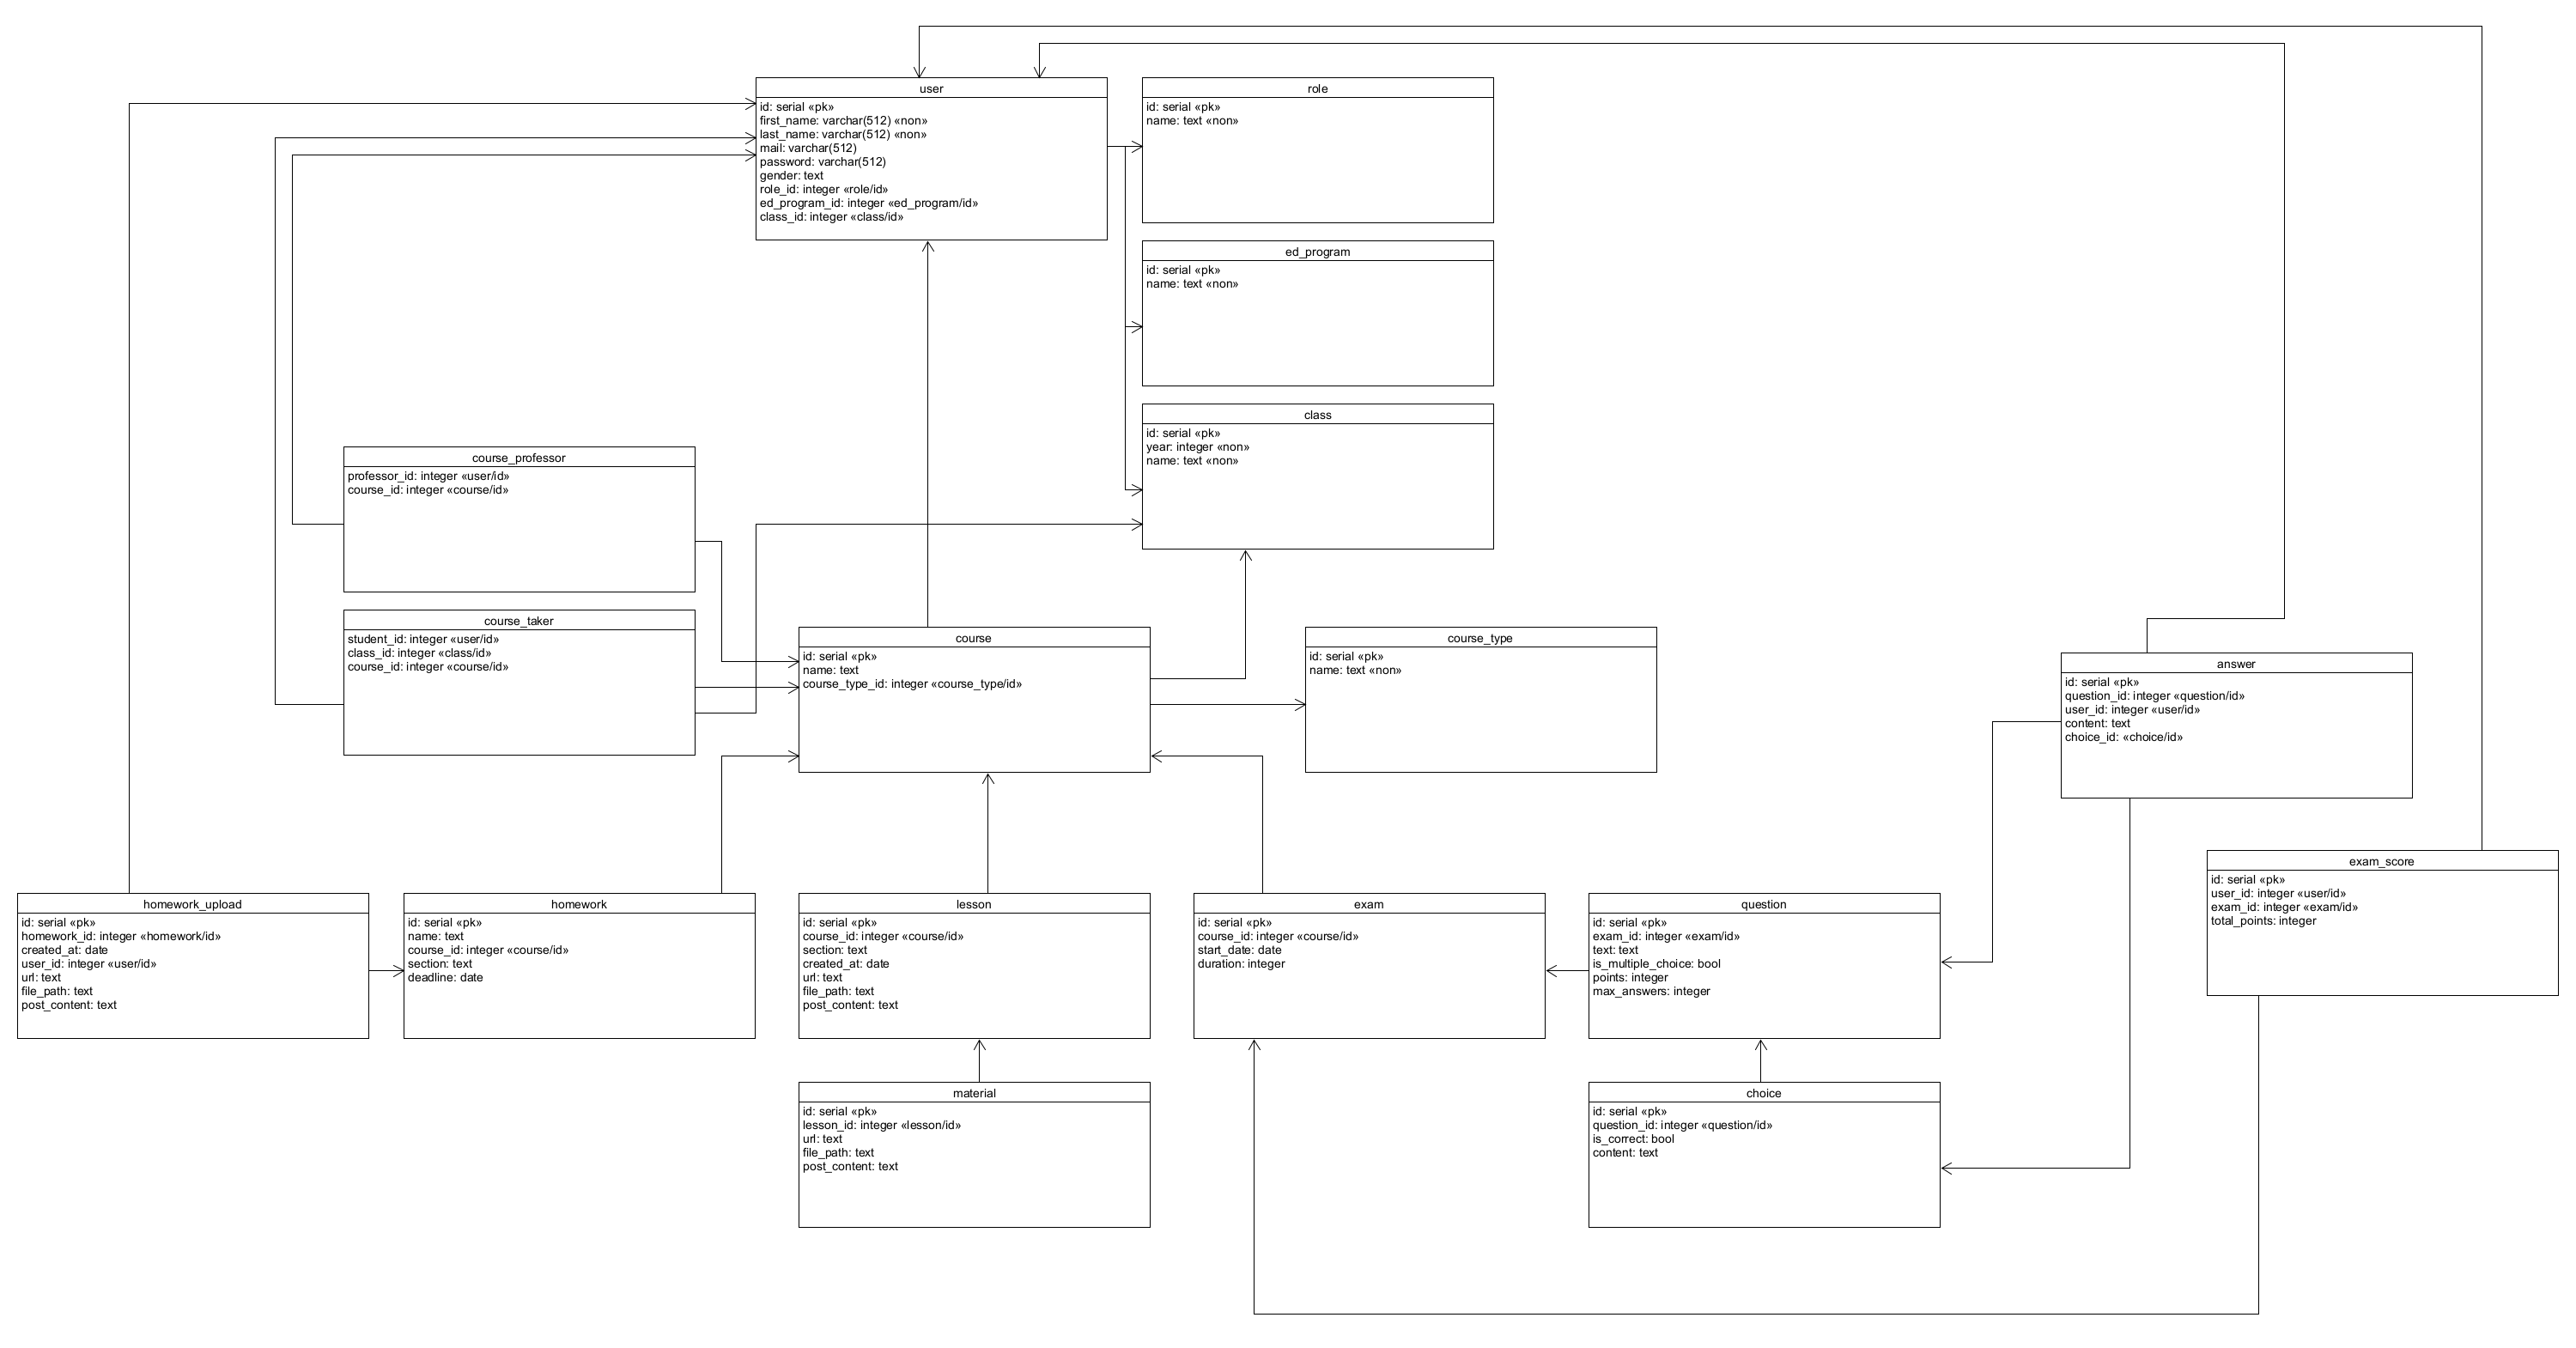 user
id: serial «pk»
first_name: varchar(512) «non»
last_name: varchar(512) «non»
mail: varchar(512)
password: varchar(512)
gender: text
role_id: integer «role/id»
ed_program_id: integer «ed_program/id»
class_id: integer «class/id»
role
id: serial «pk»
name: text «non»
ed_program
id: serial «pk»
name: text «non»
class
id: serial «pk»
year: integer «non»
name: text «non»
course_professor
professor_id: integer «user/id»
course_id: integer «course/id»
course_taker
student_id: integer «user/id»
class_id: integer «class/id»
course_id: integer «course/id»
course
id: serial «pk»
name: text
course_type_id: integer «course_type/id»
course_type
id: serial «pk»
name: text «non»
answer
id: serial «pk»
question_id: integer «question/id»
user_id: integer «user/id»
content: text
choice_id: «choice/id»
exam_score
id: serial «pk»
user_id: integer «user/id»
exam_id: integer «exam/id»
total_points: integer
homework_upload
id: serial «pk»
homework_id: integer «homework/id»
created_at: date
user_id: integer «user/id»
url: text
file_path: text
post_content: text
homework
id: serial «pk»
name: text
course_id: integer «course/id»
section: text
deadline: date
lesson
id: serial «pk»
course_id: integer «course/id»
section: text
created_at: date
url: text
file_path: text
post_content: text
exam
id: serial «pk»
course_id: integer «course/id»
start_date: date
duration: integer
question
id: serial «pk»
exam_id: integer «exam/id»
text: text
is_multiple_choice: bool
points: integer
max_answers: integer
material
id: serial «pk»
lesson_id: integer «lesson/id»
url: text
file_path: text
post_content: text
choice
id: serial «pk»
question_id: integer «question/id»
is_correct: bool
content: text